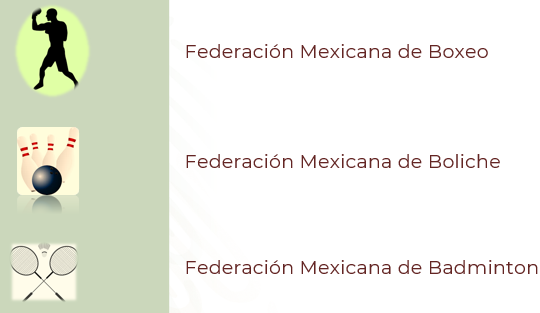 Federación Mexicana de Boxeo
Federación Mexicana de Boliche
Federación Mexicana de Badminton